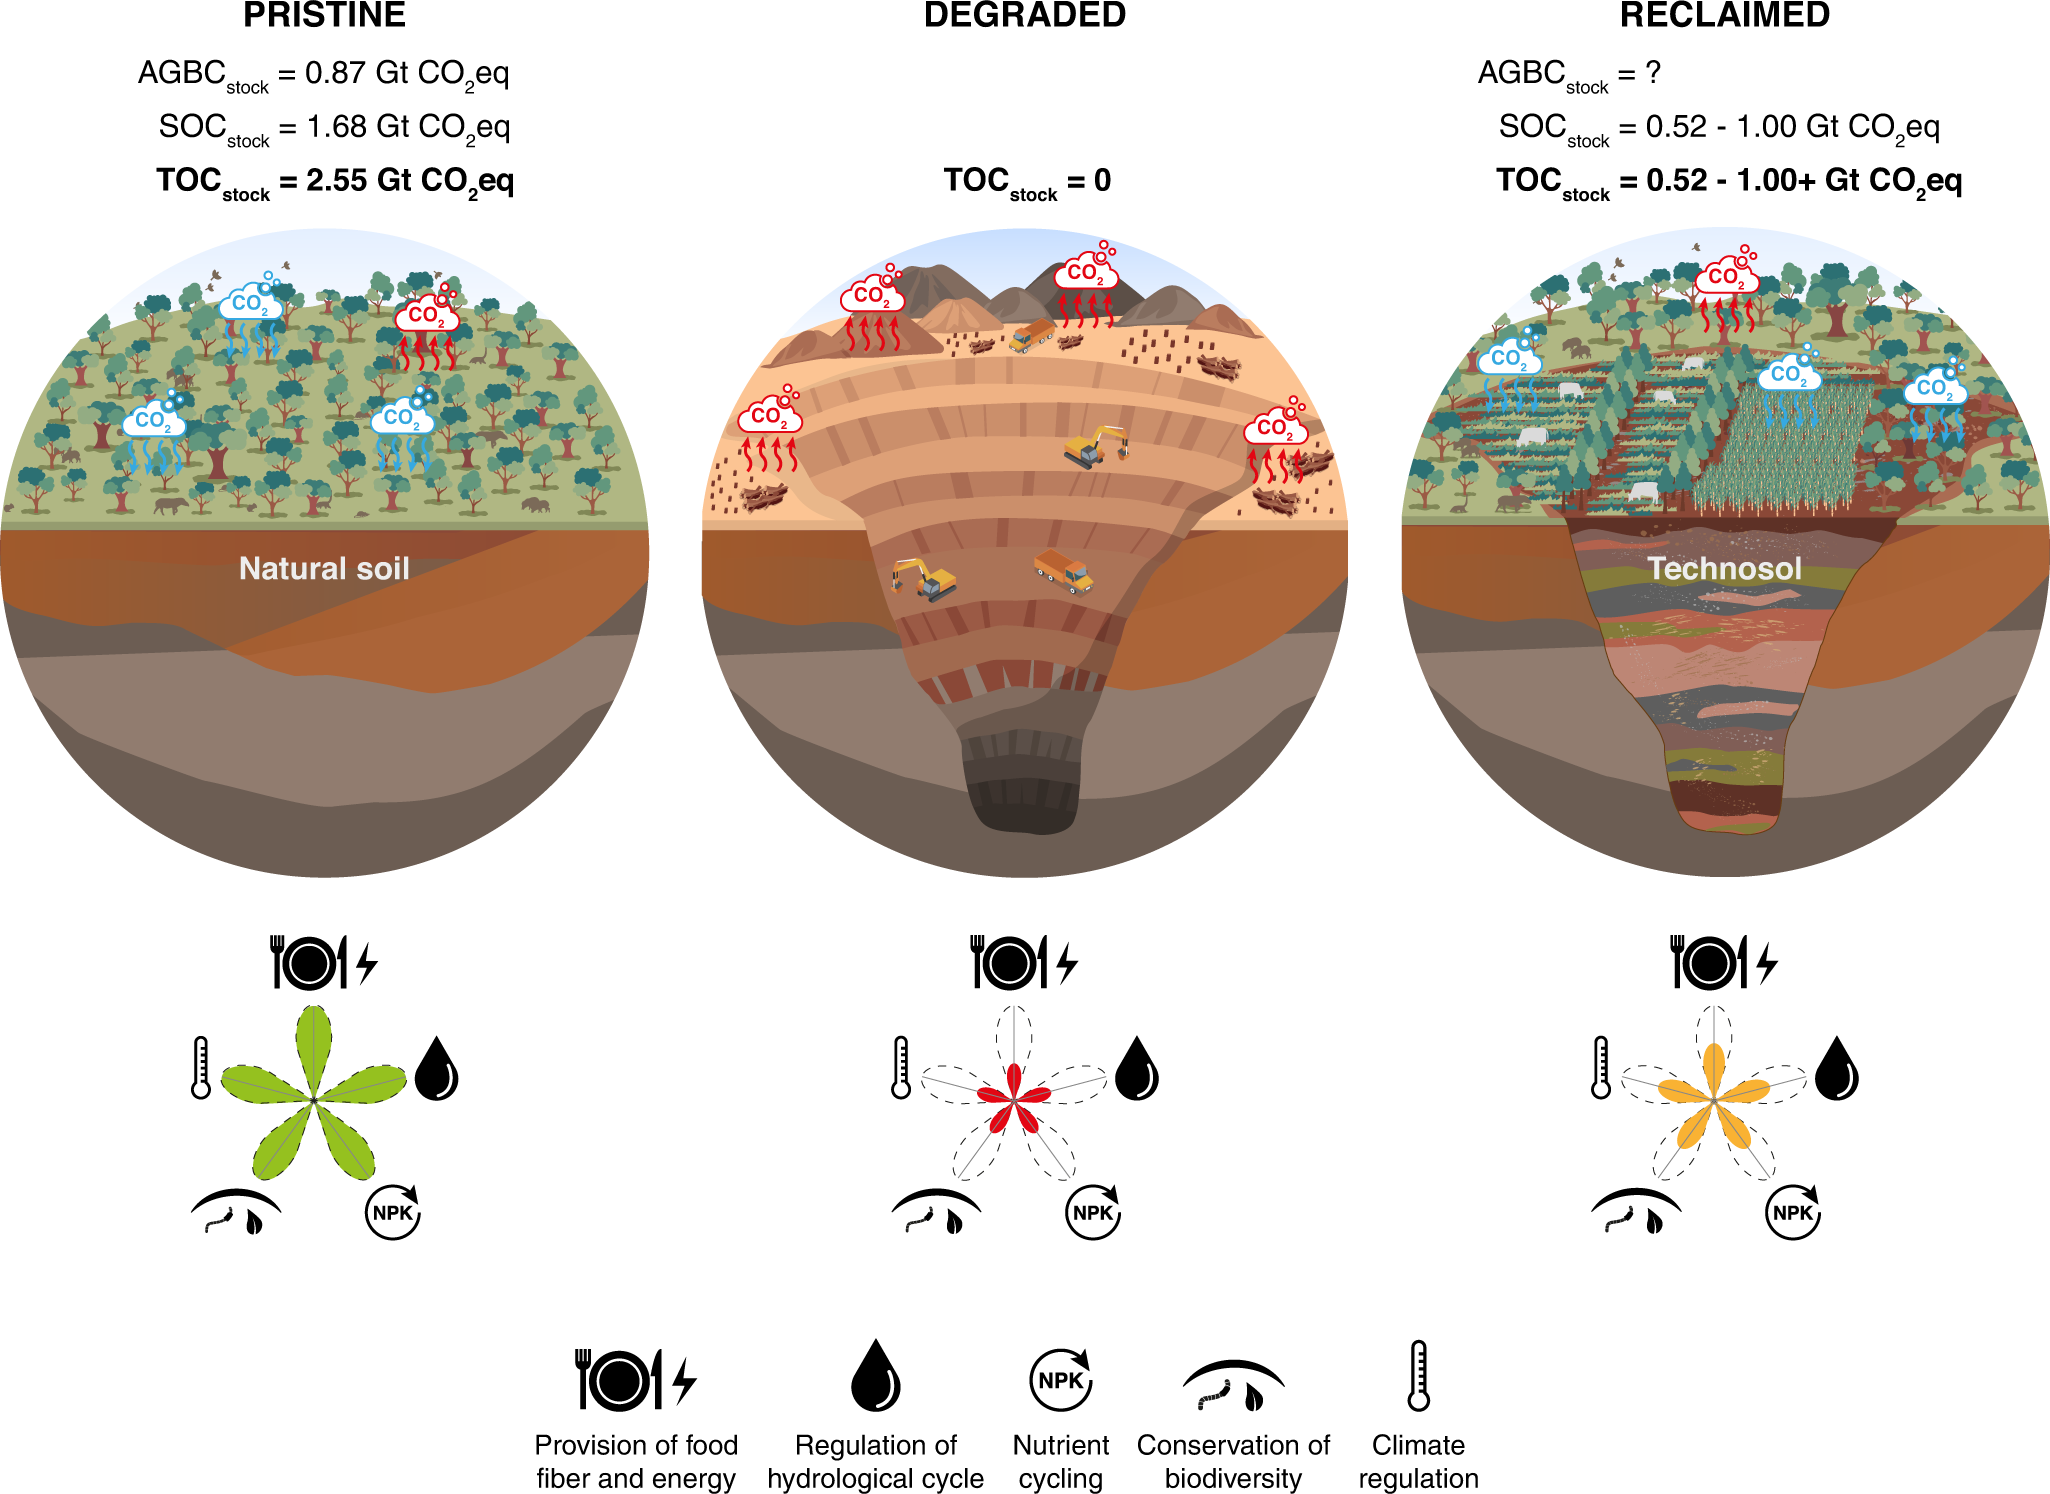 PRISTINE
AGBCstock = 0.87 Gt CO2eq
SOCstock = 1.68 Gt CO2eq
TOCstock = 2.55 Gt CO2eq
DEGRADED
TOCstock = 0
RECLAIMED
AGBCstock = ?
SOCstock = 0.52 - 1.00 Gt CO2eq
TOCstock = 0.52 - 1.00+ Gt CO2eq
CO2
CO2
CO2
CO2
Natural soil
CO2
CO2
CO2
CO2
CO2
CO2
CO2
CO2
Technosol
NPK
NPK
NPK
NPK
Provision of food
fiber and energy
Regulation of
hydrological cycle
Nutrient
cycling
Conservation of
biodiversity
Climate
regulation